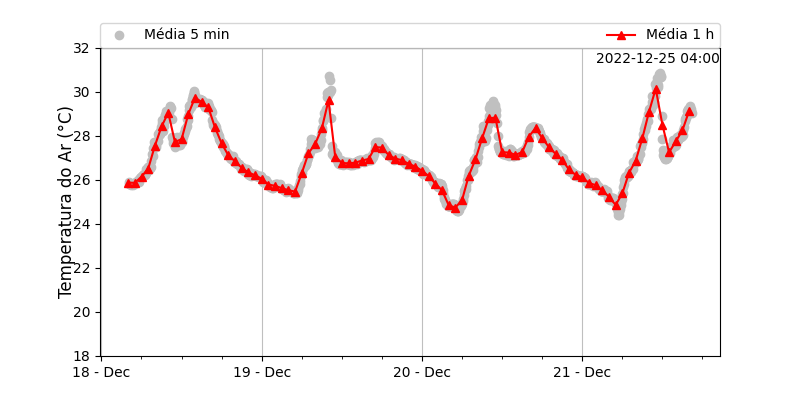 Média 5 min
Média 1 h
2022-12-25 04:00
Temperatura do Ar (°C)
32
30
28
26
24
22
20
18
18 - Dec
19 - Dec
20 - Dec
21 - Dec